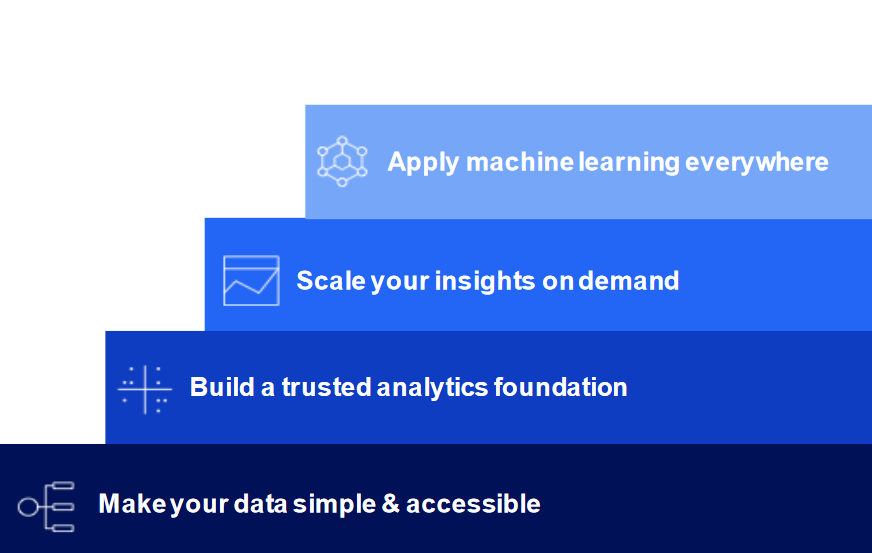 Apply machine learning everywhere
Scale your insights on demand
Build a trusted analytics foundation
Make your data simple & accessible